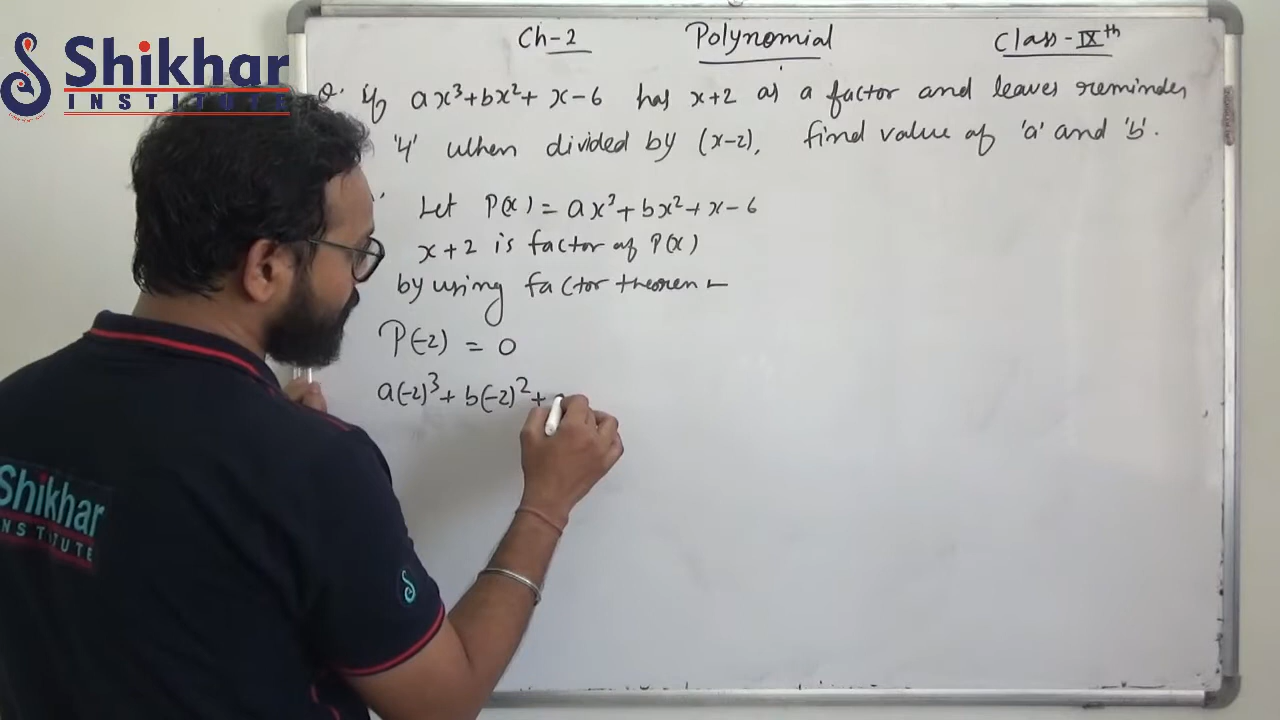 Shikhar
INSTITUTE
Ch-2 Polynomial Class-IXth
Q. if ax³+bx²+x-6 has x+2 as a factor and leaves reminder
'4' when divided by (x-2), find value of 'a' and 'b'.
Let P(x) = ax³+bx²+x-6
x+2 is factor of P(x)
by using factor theorem
P(-2) = 0
a(-2)³+b(-2)²+
Shikhar
INSTITUTE